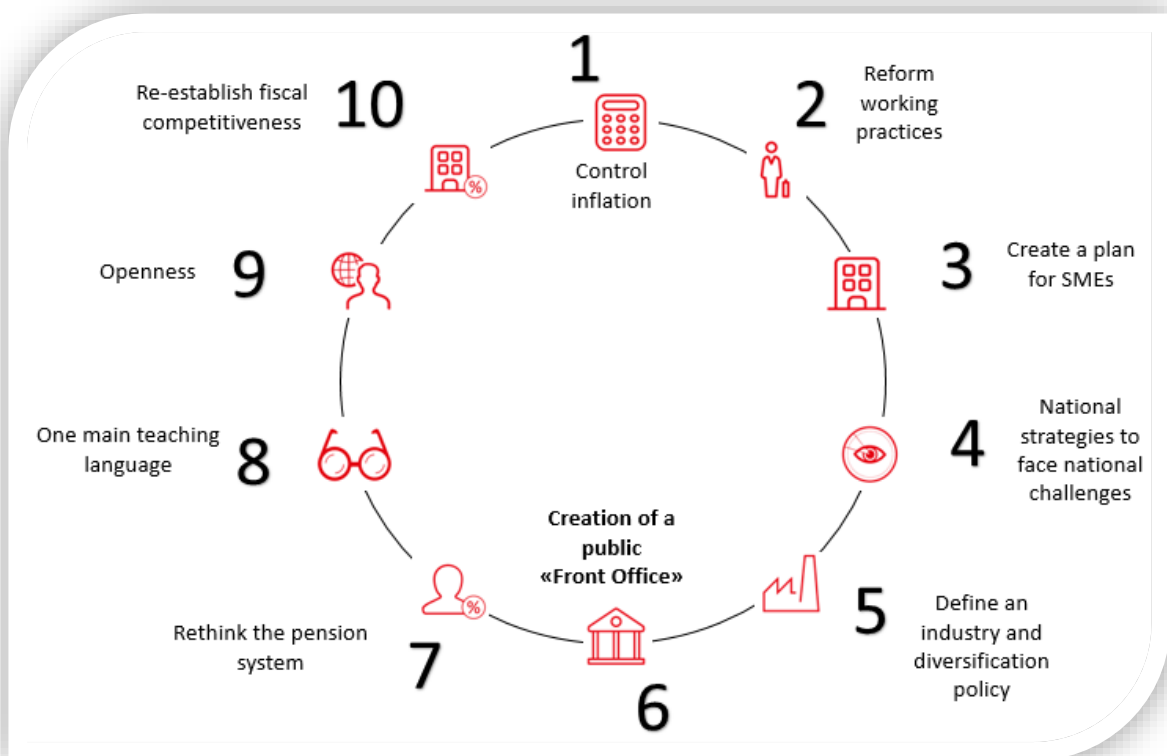 1
Control
inflation
2
Reform
working
practices
3
Create a plan
for SMEs
4
National
strategies to
face national
challenges
5
Define an
industry and
diversification
policy
Creation of a
public
«Front Office»
6
Rethink the pension
system
7
One main teaching
language
8
Openness
9
Re-establish fiscal
competitiveness
10
%
%